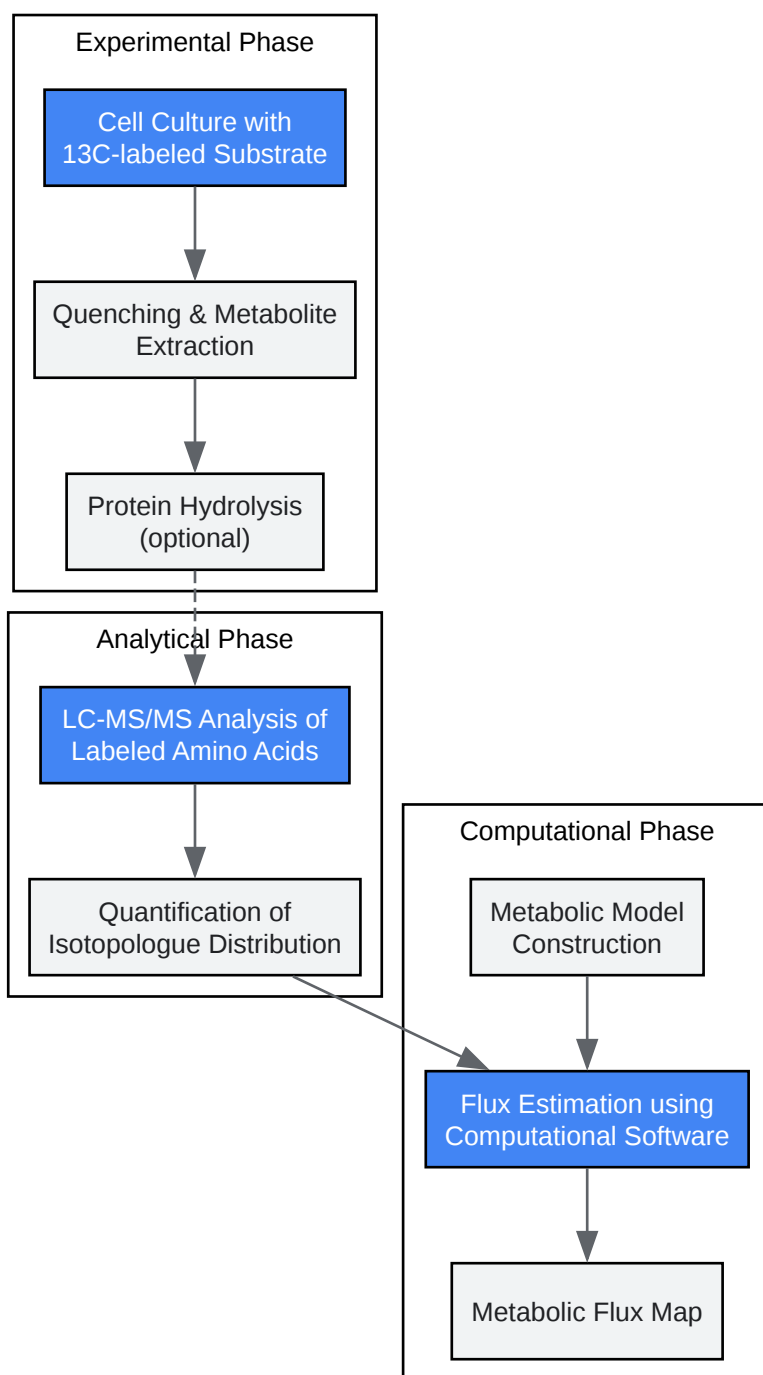 Experimental Phase
Cell Culture with
13C-labeled Substrate
Quenching & Metabolite
Extraction
Protein Hydrolysis
(optional)
Analytical Phase
LC-MS/MS Analysis of
Labeled Amino Acids
Quantification of
Isotopologue Distribution
Computational Phase
Metabolic Model
Construction
Flux Estimation using
Computational Software
Metabolic Flux Map